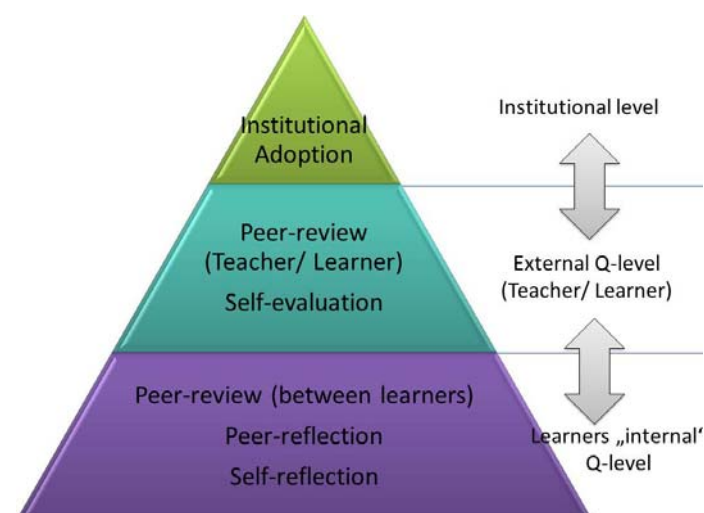 Institutional
Adoption
Institutional level
Peer-review
(Teacher/ Learner)
Self-evaluation
External Q-level
(Teacher/ Learner)
Peer-review (between learners)
Peer-reflection
Self-reflection
Learners „internal“
Q-level